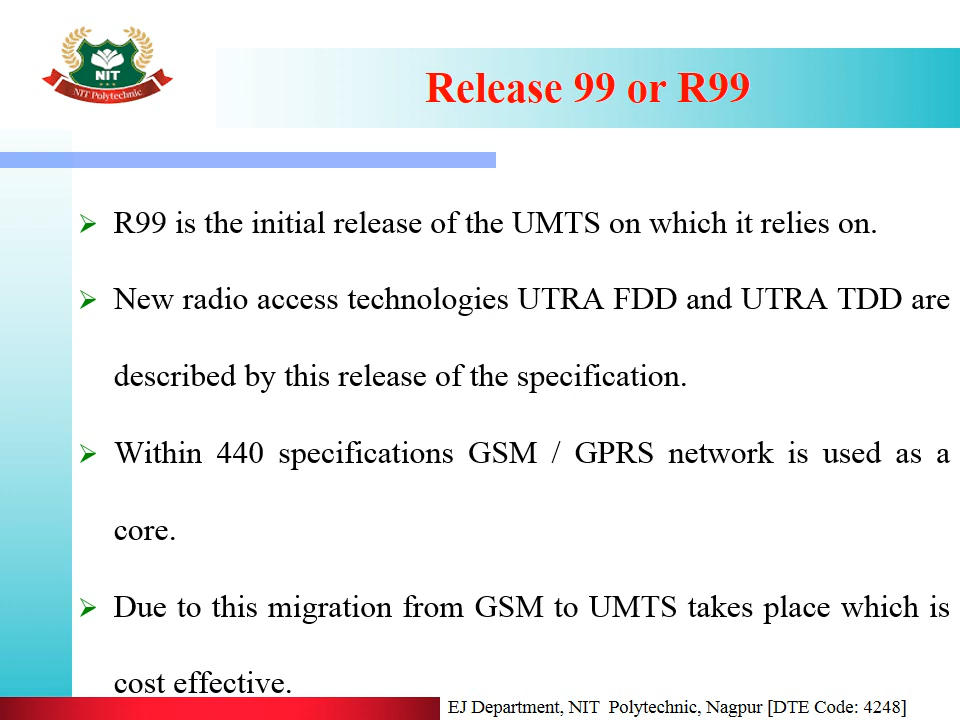 NIT
NIT Polytechnic
Release 99 or R99
R99 is the initial release of the UMTS on which it relies on.
New radio access technologies UTRA FDD and UTRA TDD are
described by this release of the specification.
Within 440 specifications GSM / GPRS network is used as a
core.
Due to this migration from GSM to UMTS takes place which is
cost effective.
EJ Department, NIT Polytechnic, Nagpur [DTE Code: 4248]